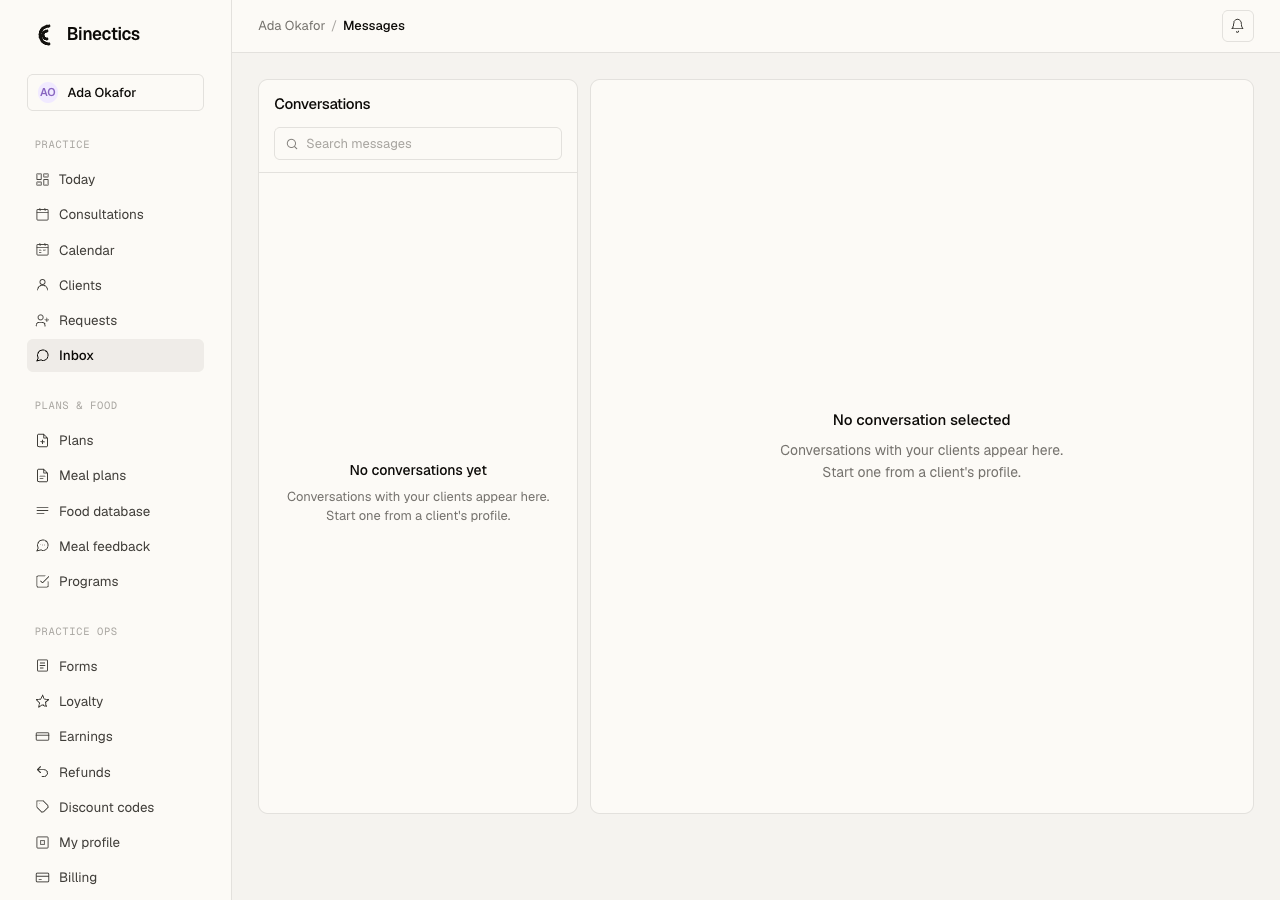 Binectics
AO Ada Okafor
PRACTICE
Today
Consultations
Calendar
Clients
Requests
Inbox
PLANS & FOOD
Plans
Meal plans
Food database
Meal feedback
Programs
PRACTICE OPS
Forms
Loyalty
Earnings
Refunds
Discount codes
My profile
Billing
Ada Okafor / Messages
Conversations
Search messages
No conversations yet
Conversations with your clients appear here.
Start one from a client's profile.
No conversation selected
Conversations with your clients appear here.
Start one from a client's profile.